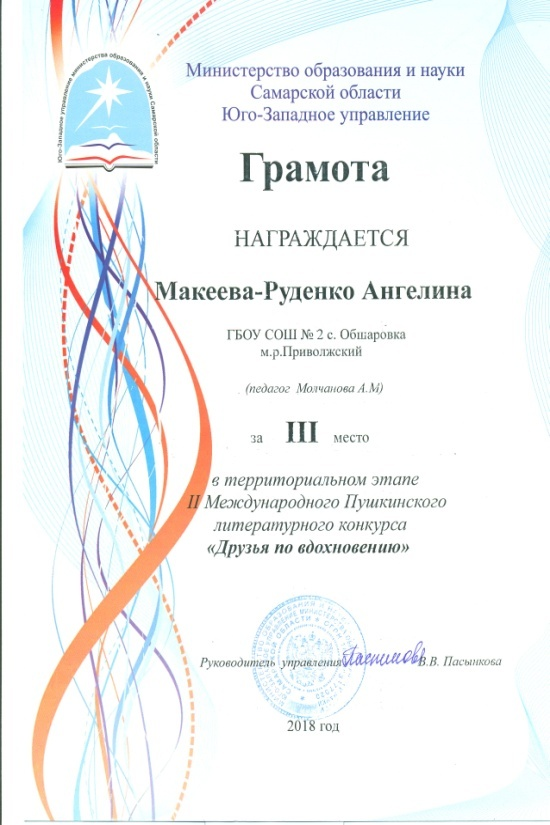 Юго-Западное управление министерства образования и науки Самарской области
Министерство образования и науки
Самарской области
Юго-Западное управление
Грамота
НАГРАЖДАЕТСЯ
Макеева-Руденко Ангелина
ГБОУ СОШ № 2 с. Обшаровка
м.р.Приволжский
(педагог Молчанова А.М)
за III место
в территориальном этапе
II Международного Пушкинского
литературного конкурса
«Друзья по вдохновению»
Руководитель управления В.В. Пасынкова
2018 год